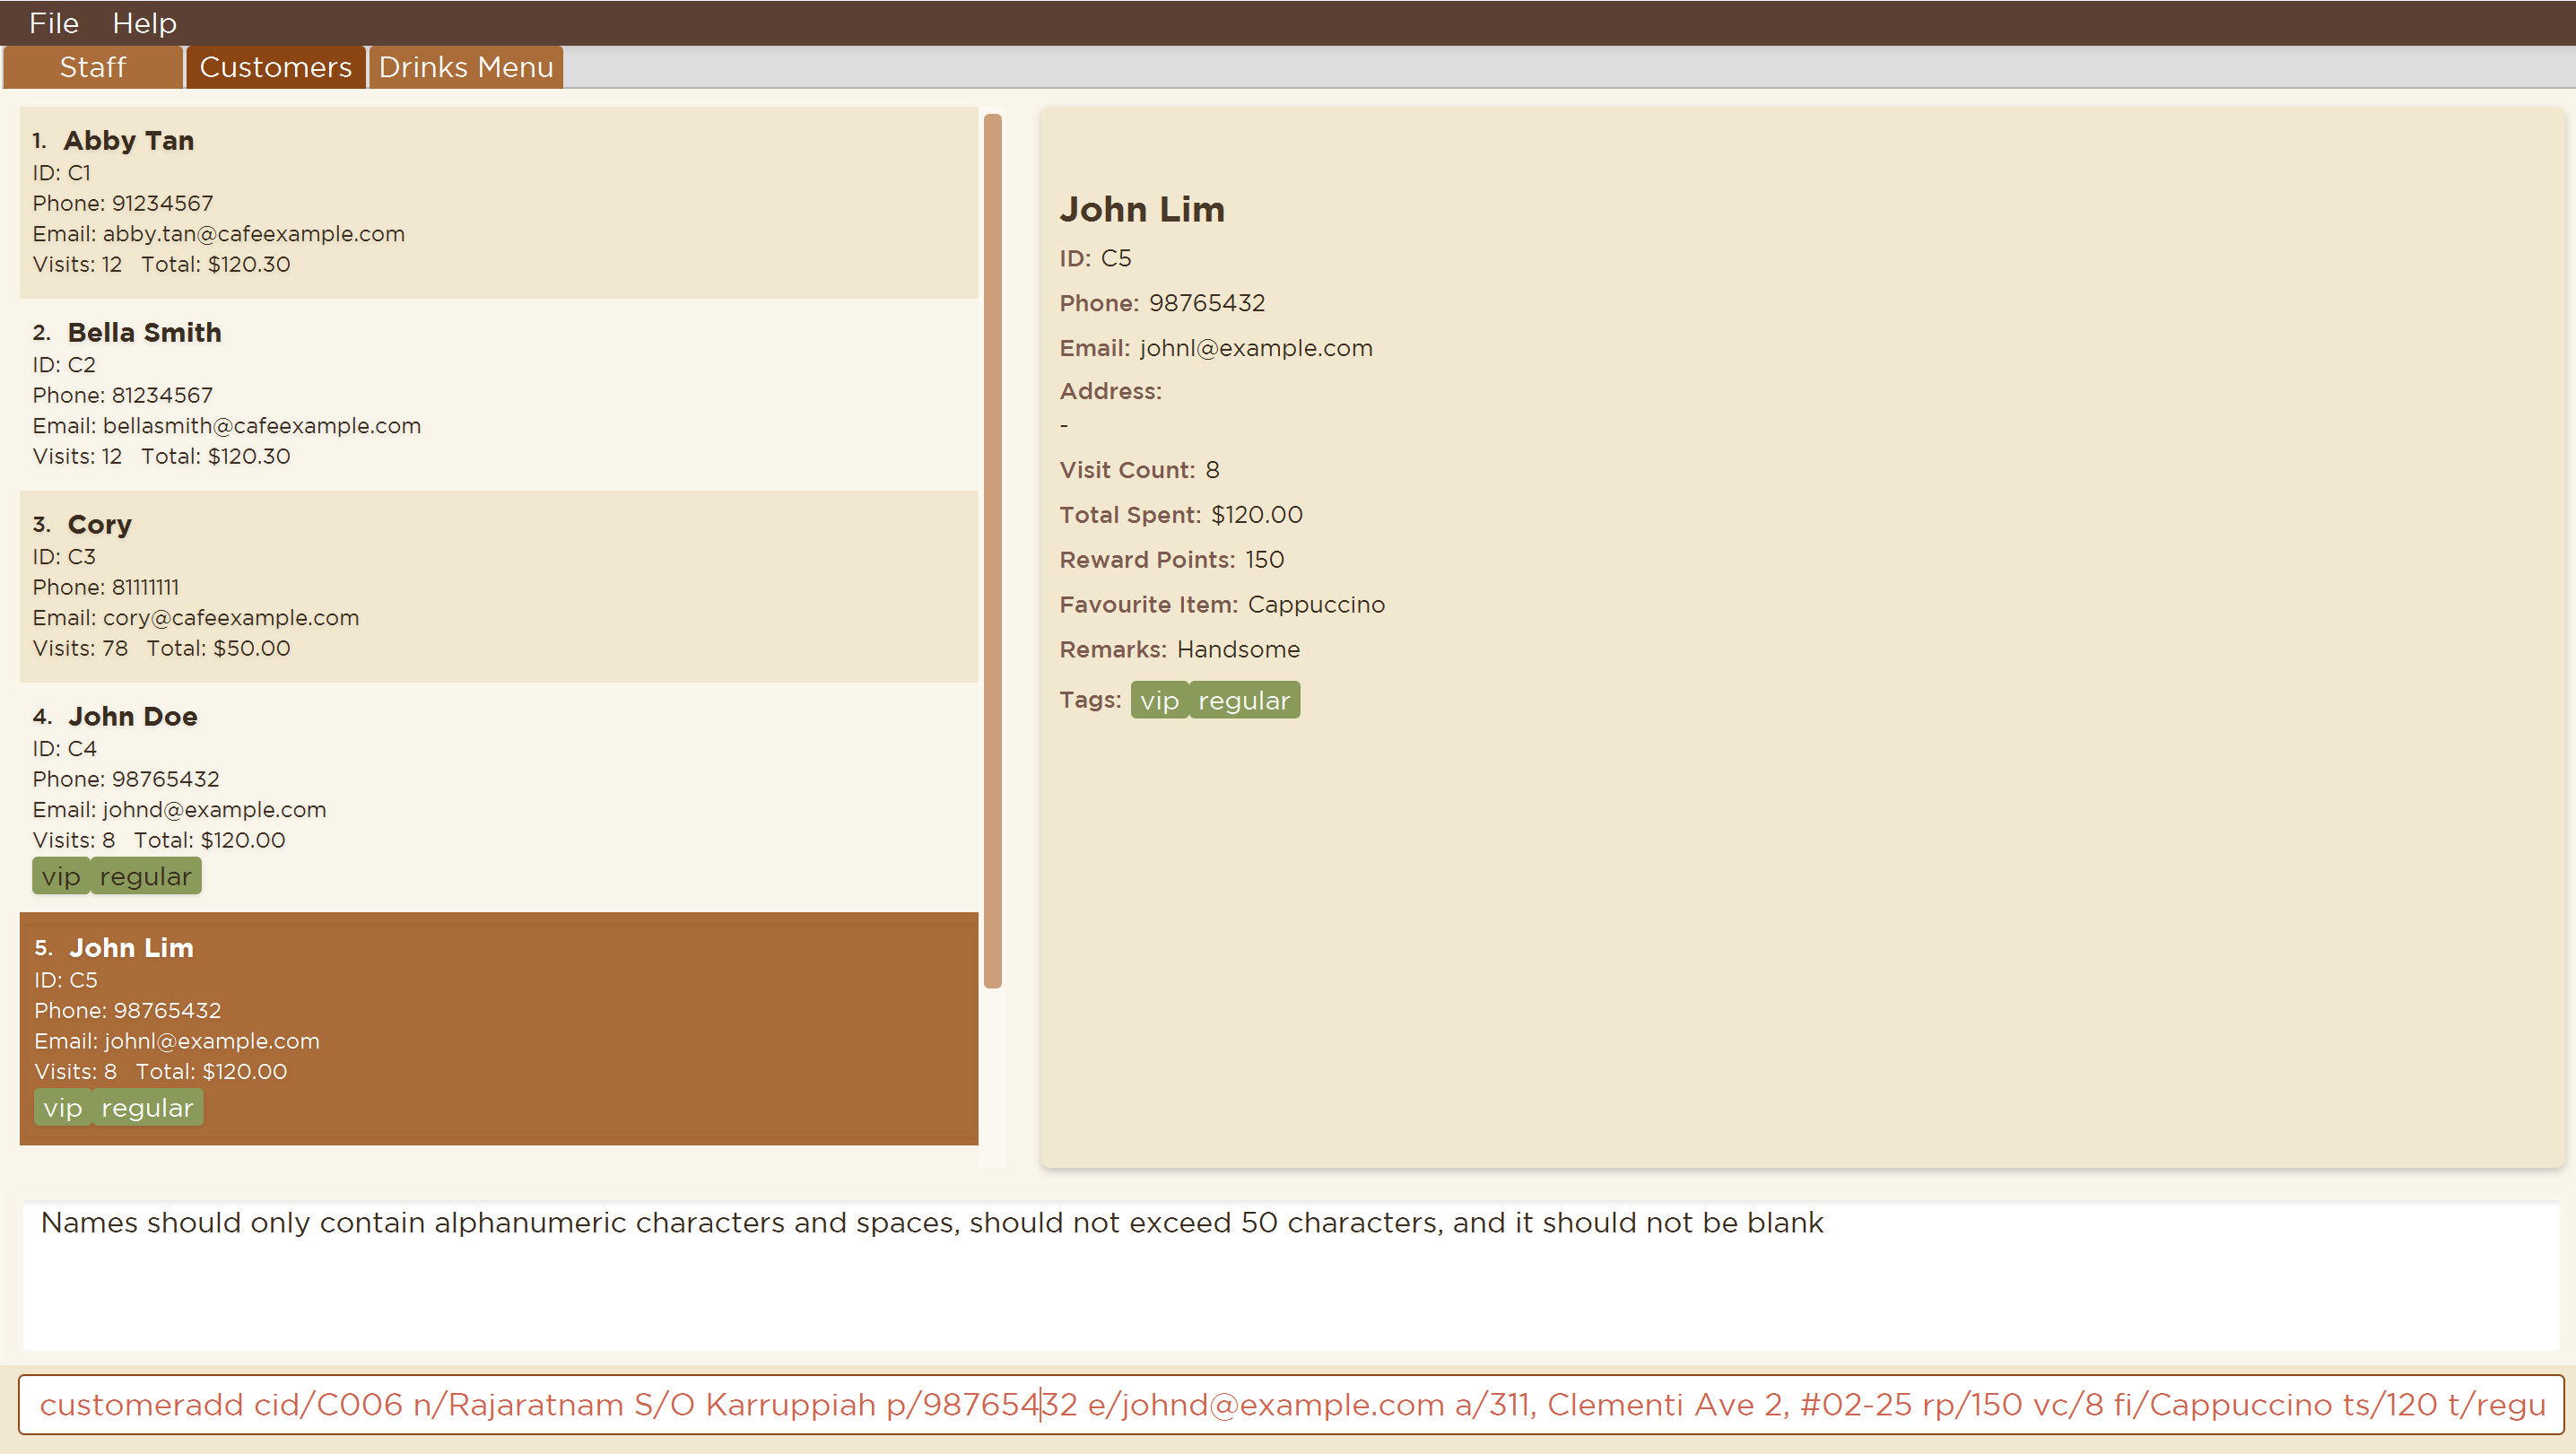 File Help
Staff Customers Drinks Menu
1. Abby Tan
ID: C1
Phone: 91234567
Email: abby.tan@cafeexample.com
Visits: 12 Total: $120.30
2. Bella Smith
ID: C2
Phone: 81234567
Email: bellasmith@cafeexample.com
Visits: 12 Total: $120.30
3. Cory
ID: C3
Phone: 81111111
Email: cory@cafeexample.com
Visits: 78 Total: $50.00
4. John Doe
ID: C4
Phone: 98765432
Email: johnd@example.com
Visits: 8 Total: $120.00
vip regular
5. John Lim
ID: C5
Phone: 98765432
Email: johnl@example.com
Visits: 8 Total: $120.00
vip regular
John Lim
ID: C5
Phone: 98765432
Email: johnl@example.com
Address:
-
Visit Count: 8
Total Spent: $120.00
Reward Points: 150
Favourite Item: Cappuccino
Remarks: Handsome
Tags: vip regular
Names should only contain alphanumeric characters and spaces, should not exceed 50 characters, and it should not be blank
customeradd cid/C006 n/Rajaratnam S/O Karruppiah p/98765432 e/johnd@example.com a/311, Clementi Ave 2, #02-25 rp/150 vc/8 fi/Cappuccino ts/120 t/regu